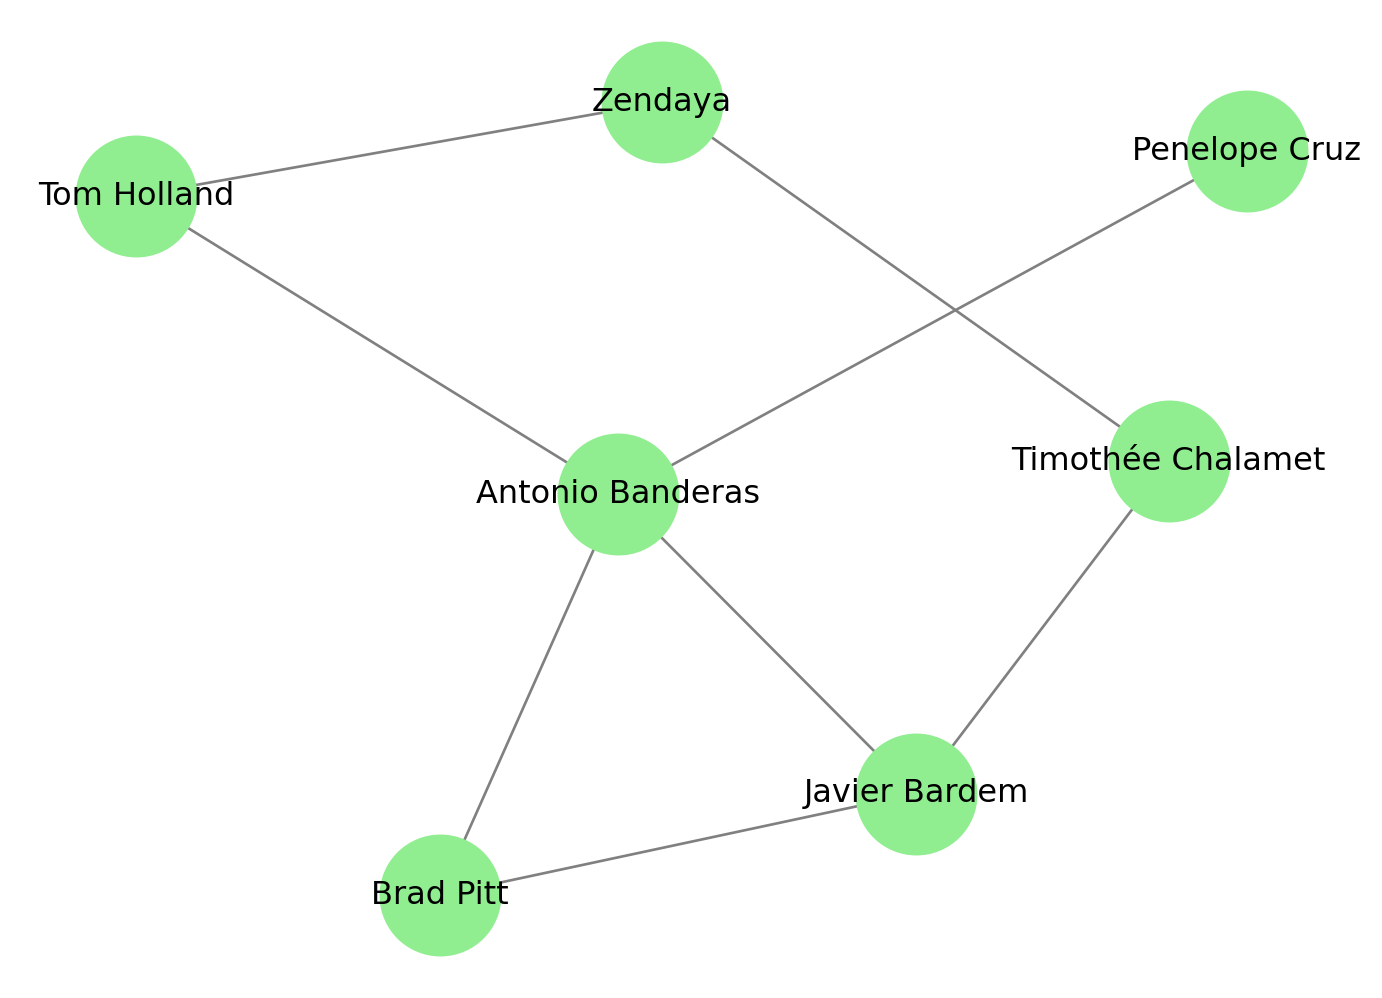 Zendaya
Penelope Cruz
Tom Holland
Timothée Chalamet
Antonio Banderas
Javier Bardem
Brad Pitt